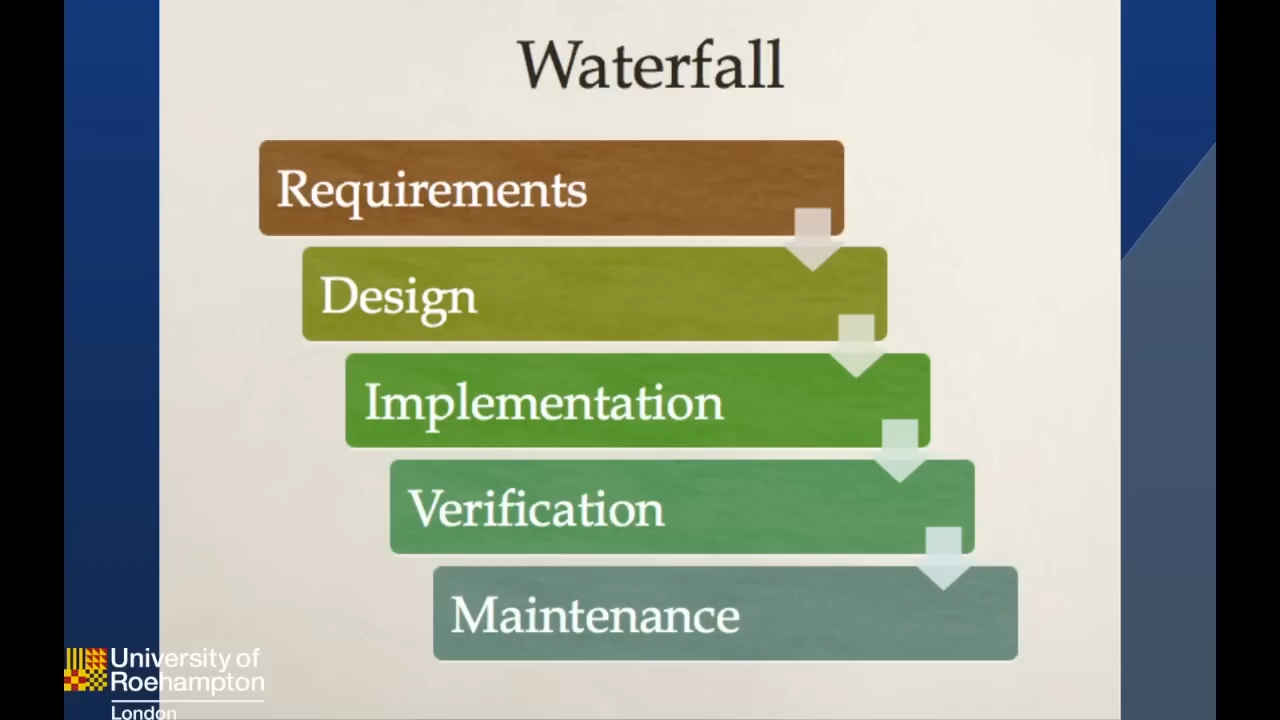 Waterfall
Requirements
Design
Implementation
Verification
Maintenance
University of
Roehampton
London